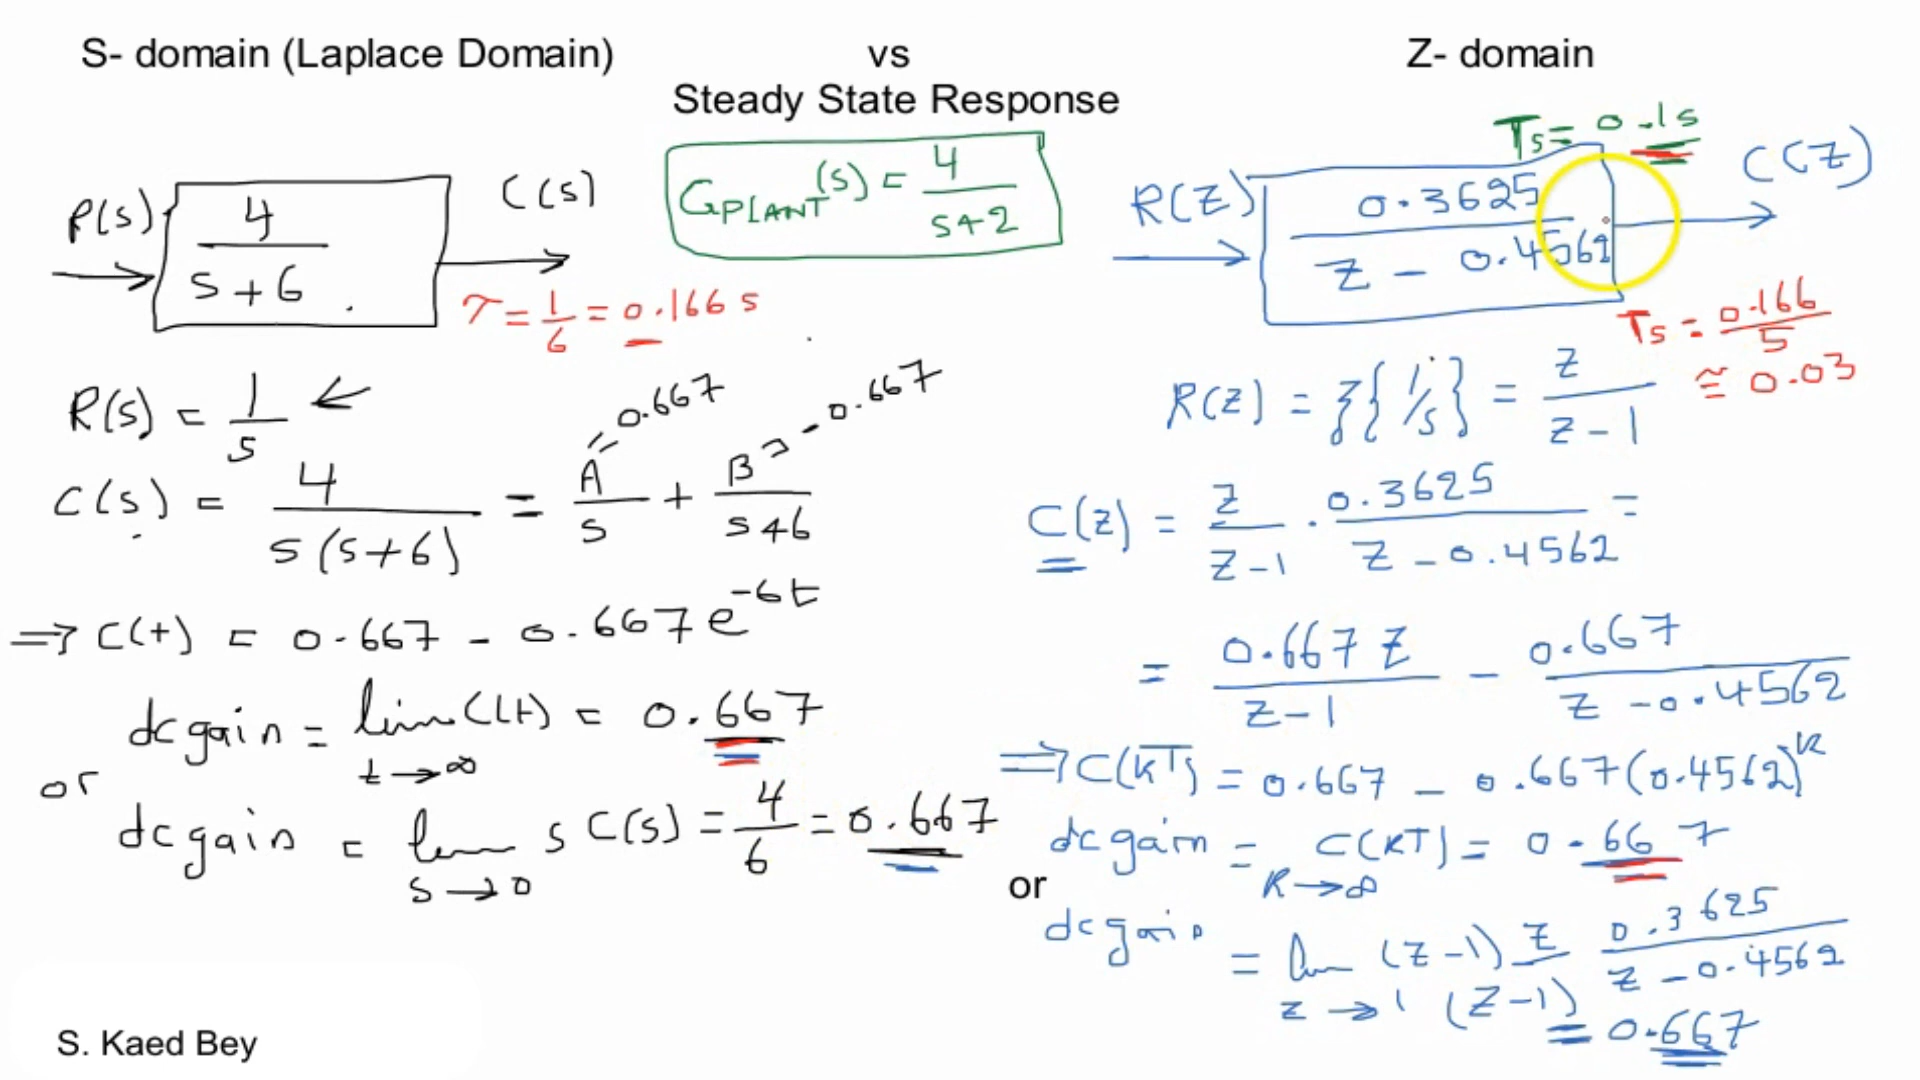 S- domain (Laplace Domain)
vs
Z- domain
Steady State Response
R(s)
4
s+6
C(s)
τ = 1/6 = 0.166 s
G_PLANT(s) = 4/(s+2)
R(s) = 1/s ←
C(s) = 4/(s(s+6)) = A/s + B/(s+6)
= 0.667
= -0.667
⇒ C(t) = 0.667 - 0.667 e^-6t
dc gain = lim t→∞ C(t) = 0.667
or
dc gain = lim s→0 s C(s) = 4/6 = 0.667
Ts = 0.1s
R(Z)
0.3625
Z - 0.4562
C(Z)
Ts = 0.166/5
≅ 0.03
R(z) = Z{1/s} = z/(z-1)
C(z) = z/(z-1) · 0.3625/(z-0.4562) =
= 0.667 z/(z-1) - 0.667/(z-0.4562)
⇒ C(kT) = 0.667 - 0.667(0.4562)^k
dc gain = k→∞ C(kT) = 0.667
or
dc gain = lim z→1 (z-1) z/(z-1) 0.3625/(z-0.4562)
= 0.667
S. Kaed Bey